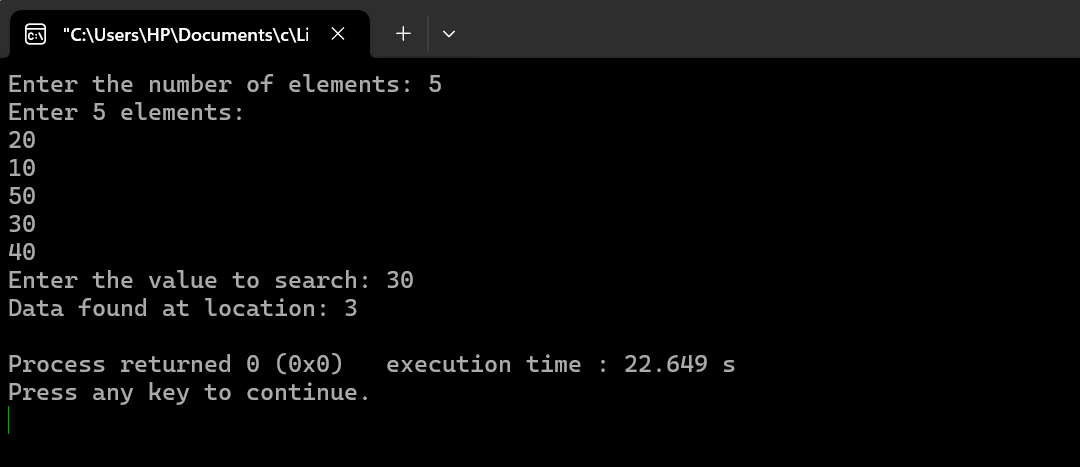 "C:\Users\HP\Documents\c\Li
Enter the number of elements: 5
Enter 5 elements:
20
10
50
30
40
Enter the value to search: 30
Data found at location: 3
Process returned 0 (0x0)   execution time : 22.649 s
Press any key to continue.